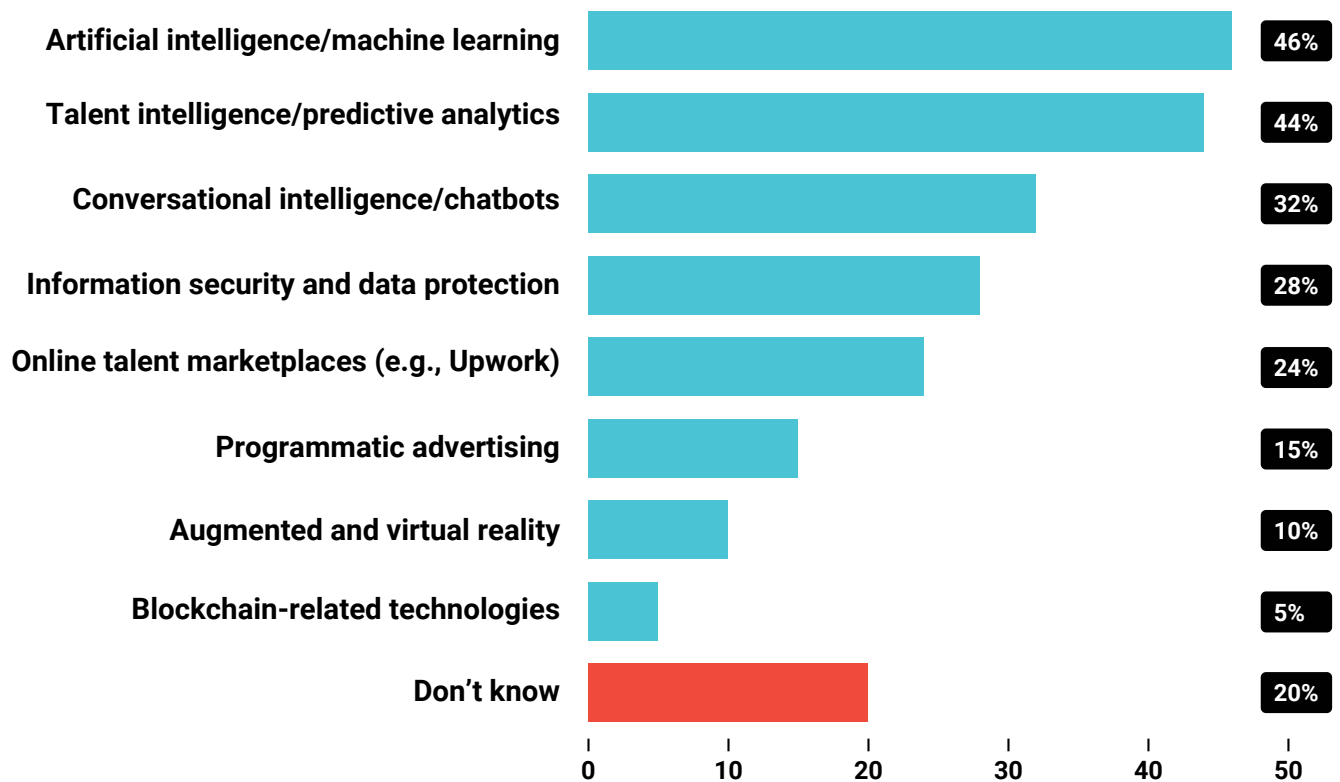 Artificial intelligence/machine learning 46%
Talent intelligence/predictive analytics 44%
Conversational intelligence/chatbots 32%
Information security and data protection 28%
Online talent marketplaces (e.g., Upwork) 24%
Programmatic advertising 15%
Augmented and virtual reality 10%
Blockchain-related technologies 5%
Don’t know 20%
0 10 20 30 40 50